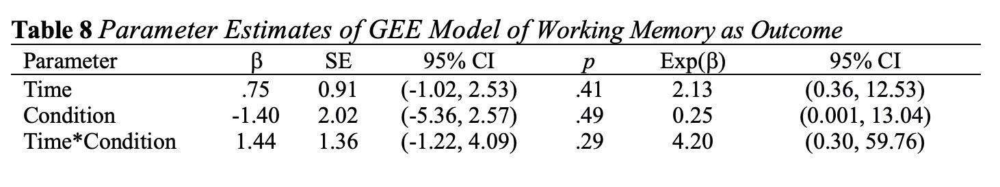 Table 8 Parameter Estimates of GEE Model of Working Memory as Outcome
Parameter β SE 95% CI p Exp(β) 95% CI
Time .75 0.91 (-1.02, 2.53) .41 2.13 (0.36, 12.53)
Condition -1.40 2.02 (-5.36, 2.57) .49 0.25 (0.001, 13.04)
Time*Condition 1.44 1.36 (-1.22, 4.09) .29 4.20 (0.30, 59.76)